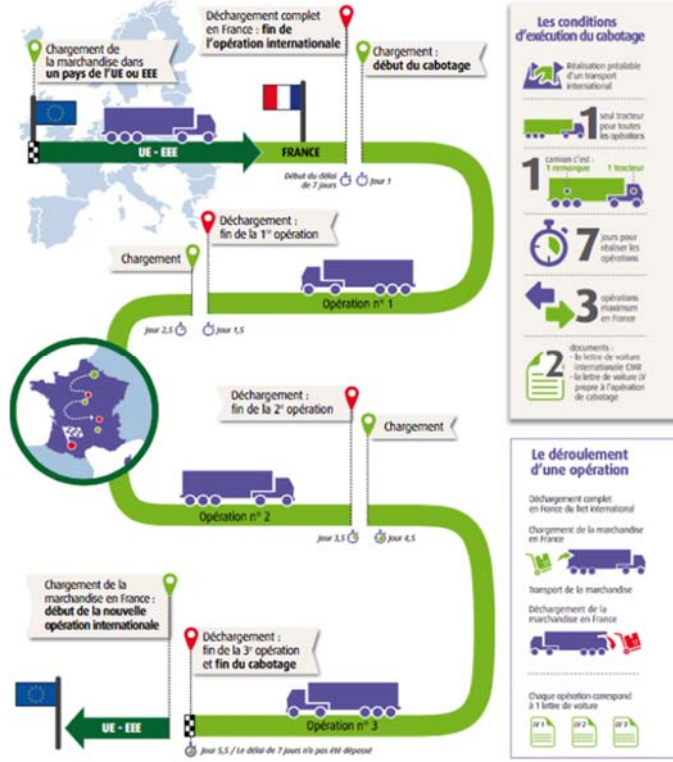 Chargement de
la marchandise dans
un pays de l'UE ou EEE
Déchargement complet
en France : fin de
l'opération internationale
Chargement :
début du cabotage
UE - EEE
FRANCE
Début du délai
de 7 jours
Jour 1
Déchargement :
fin de la 1re opération
Chargement
Opération n° 1
Jour 2,5
Jour 1,5
Déchargement :
fin de la 2e opération
Chargement
Opération n° 2
Jour 3,5
Jour 4,5
Chargement de la
marchandise en France :
début de la nouvelle
opération internationale
Déchargement :
fin de la 3e opération
et fin du cabotage
UE - EEE
Opération n° 3
Jour 5,5 / Le délai de 7 jours n'a pas été dépassé
Les conditions
d'exécution du cabotage
Réalisation préalable
d'un transport
international
1 seul tracteur
pour toutes
les opérations
1 camion c'est :
1 remorque 1 tracteur
7 jours pour
réaliser les
opérations
3 opérations
maximum
en France
2 documents :
- la lettre de voiture
internationale CMR
- la lettre de voiture LV
propre à l'opération
de cabotage
Le déroulement
d'une opération
Déchargement complet
en France du fret international
Chargement de la marchandise
en France
Transport de la marchandise
Déchargement de la
marchandise en France
Chaque opération correspond
à 1 lettre de voiture
LV 1
LV 2
LV 3